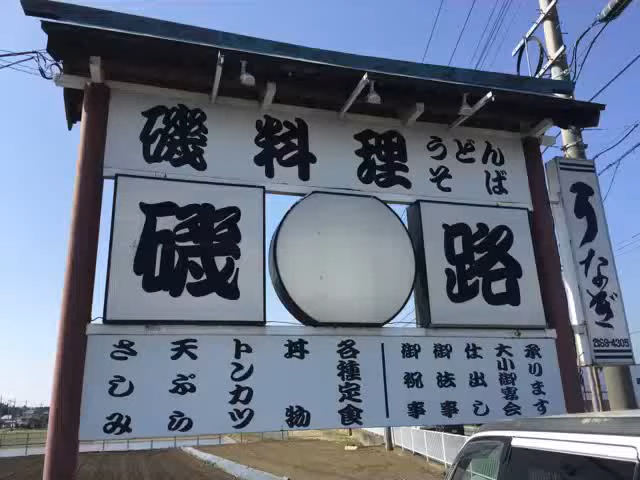 磯料理
うどん
そば
磯路
さしみ
天ぷら
トンカツ
丼物
各種定食
御祝事
御法事
仕出し
大小御宴会
承ります
うなぎ
☎69-4305